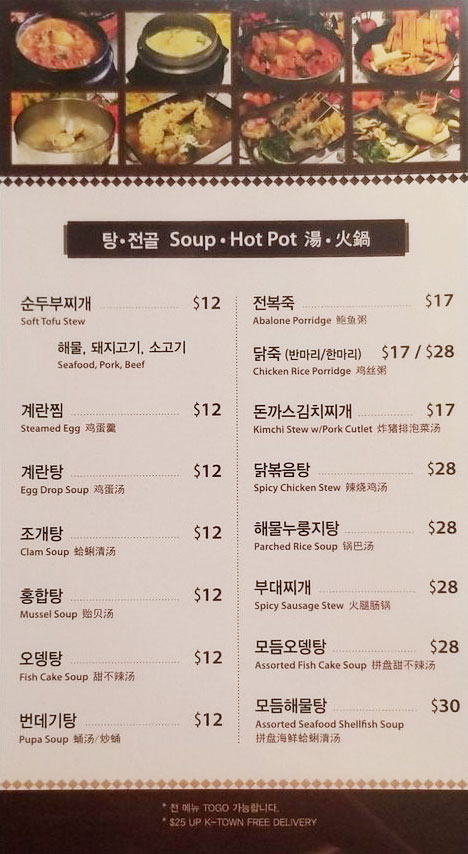 탕•전골 Soup•Hot Pot 湯•火鍋
순두부찌개 $12
Soft Tofu Stew
해물, 돼지고기, 소고기
Seafood, Pork, Beef
계란찜 $12
Steamed Egg 鸡蛋羹
계란탕 $12
Egg Drop Soup 鸡蛋汤
조개탕 $12
Clam Soup 蛤蜊清汤
홍합탕 $12
Mussel Soup 贻贝汤
오뎅탕 $12
Fish Cake Soup 甜不辣汤
번데기탕 $12
Pupa Soup 蛹汤/炒蛹
전복죽 $17
Abalone Porridge 鲍鱼粥
닭죽 (반마리/한마리) $17 / $28
Chicken Rice Porridge 鸡丝粥
돈까스김치찌개 $17
Kimchi Stew w/Pork Cutlet 炸猪排泡菜汤
닭볶음탕 $28
Spicy Chicken Stew 辣烧鸡汤
해물누룽지탕 $28
Parched Rice Soup 锅巴汤
부대찌개 $28
Spicy Sausage Stew 火腿肠锅
모듬오뎅탕 $28
Assorted Fish Cake Soup 拼盘甜不辣汤
모듬해물탕 $30
Assorted Seafood Shellfish Soup
拼盘海鲜蛤蜊清汤
* 전 메뉴 TOGO 가능합니다.
* $25 UP K-TOWN FREE DELIVERY